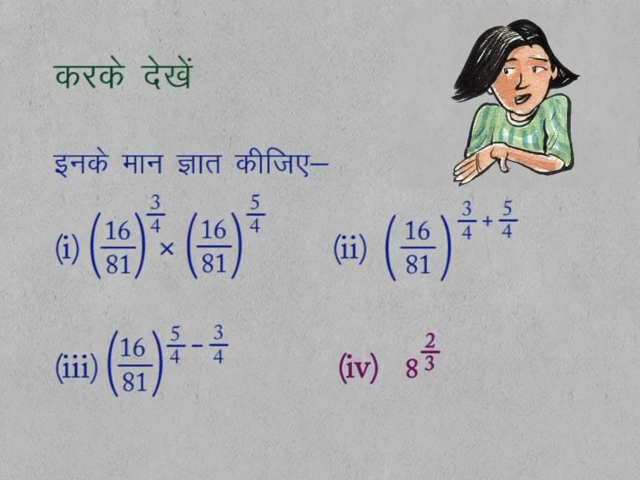 करके देखें
इनके मान ज्ञात कीजिए–
(i) (16/81)^(3/4) × (16/81)^(5/4) (ii) (16/81)^(3/4 + 5/4)
(iii) (16/81)^(5/4 – 3/4) (iv) 8^(2/3)